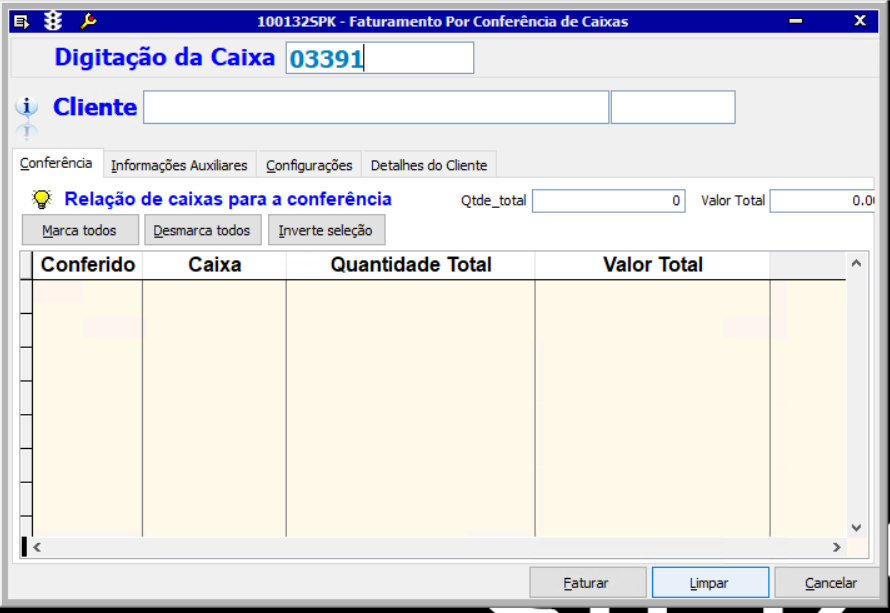 100132SPK - Faturamento Por Conferência de Caixas
Digitação da Caixa 03391
Cliente
Conferência Informações Auxiliares Configurações Detalhes do Cliente
Relação de caixas para a conferência Qtde_total 0 Valor Total 0.00
Marca todos Desmarca todos Inverte seleção
Conferido Caixa Quantidade Total Valor Total
Faturar Limpar Cancelar